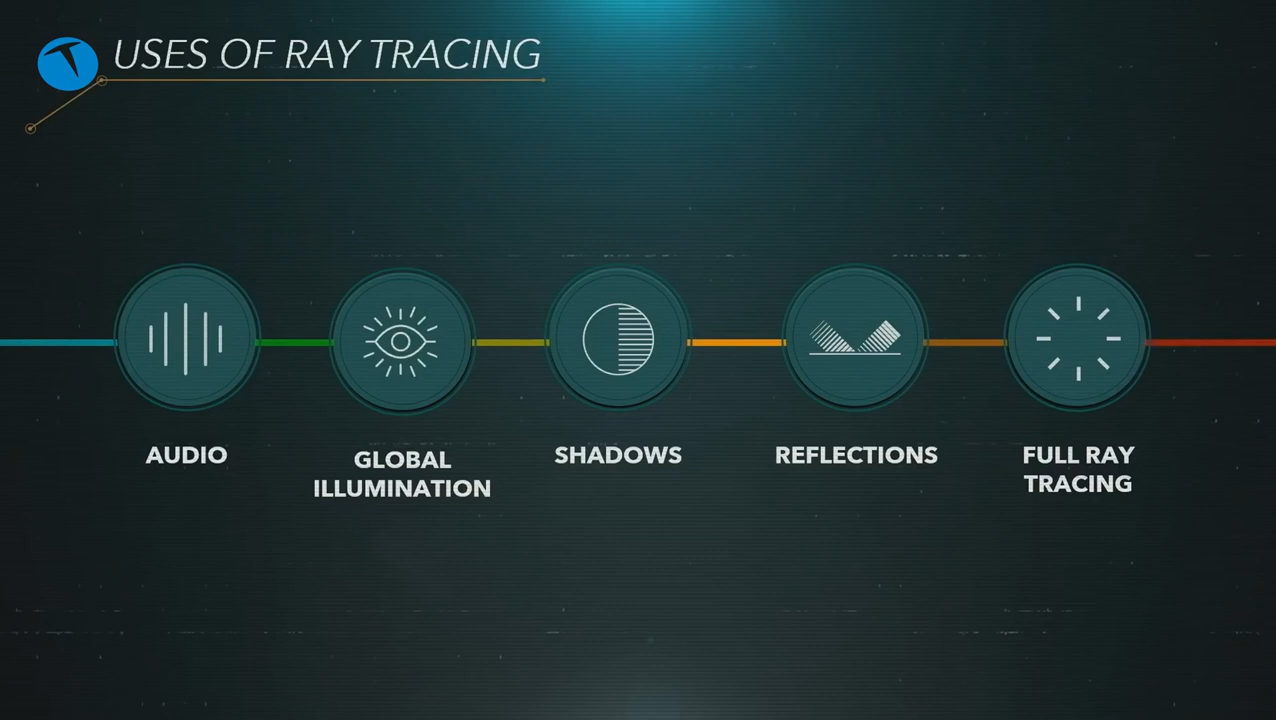 USES OF RAY TRACING
AUDIO
GLOBAL
ILLUMINATION
SHADOWS
REFLECTIONS
FULL RAY
TRACING